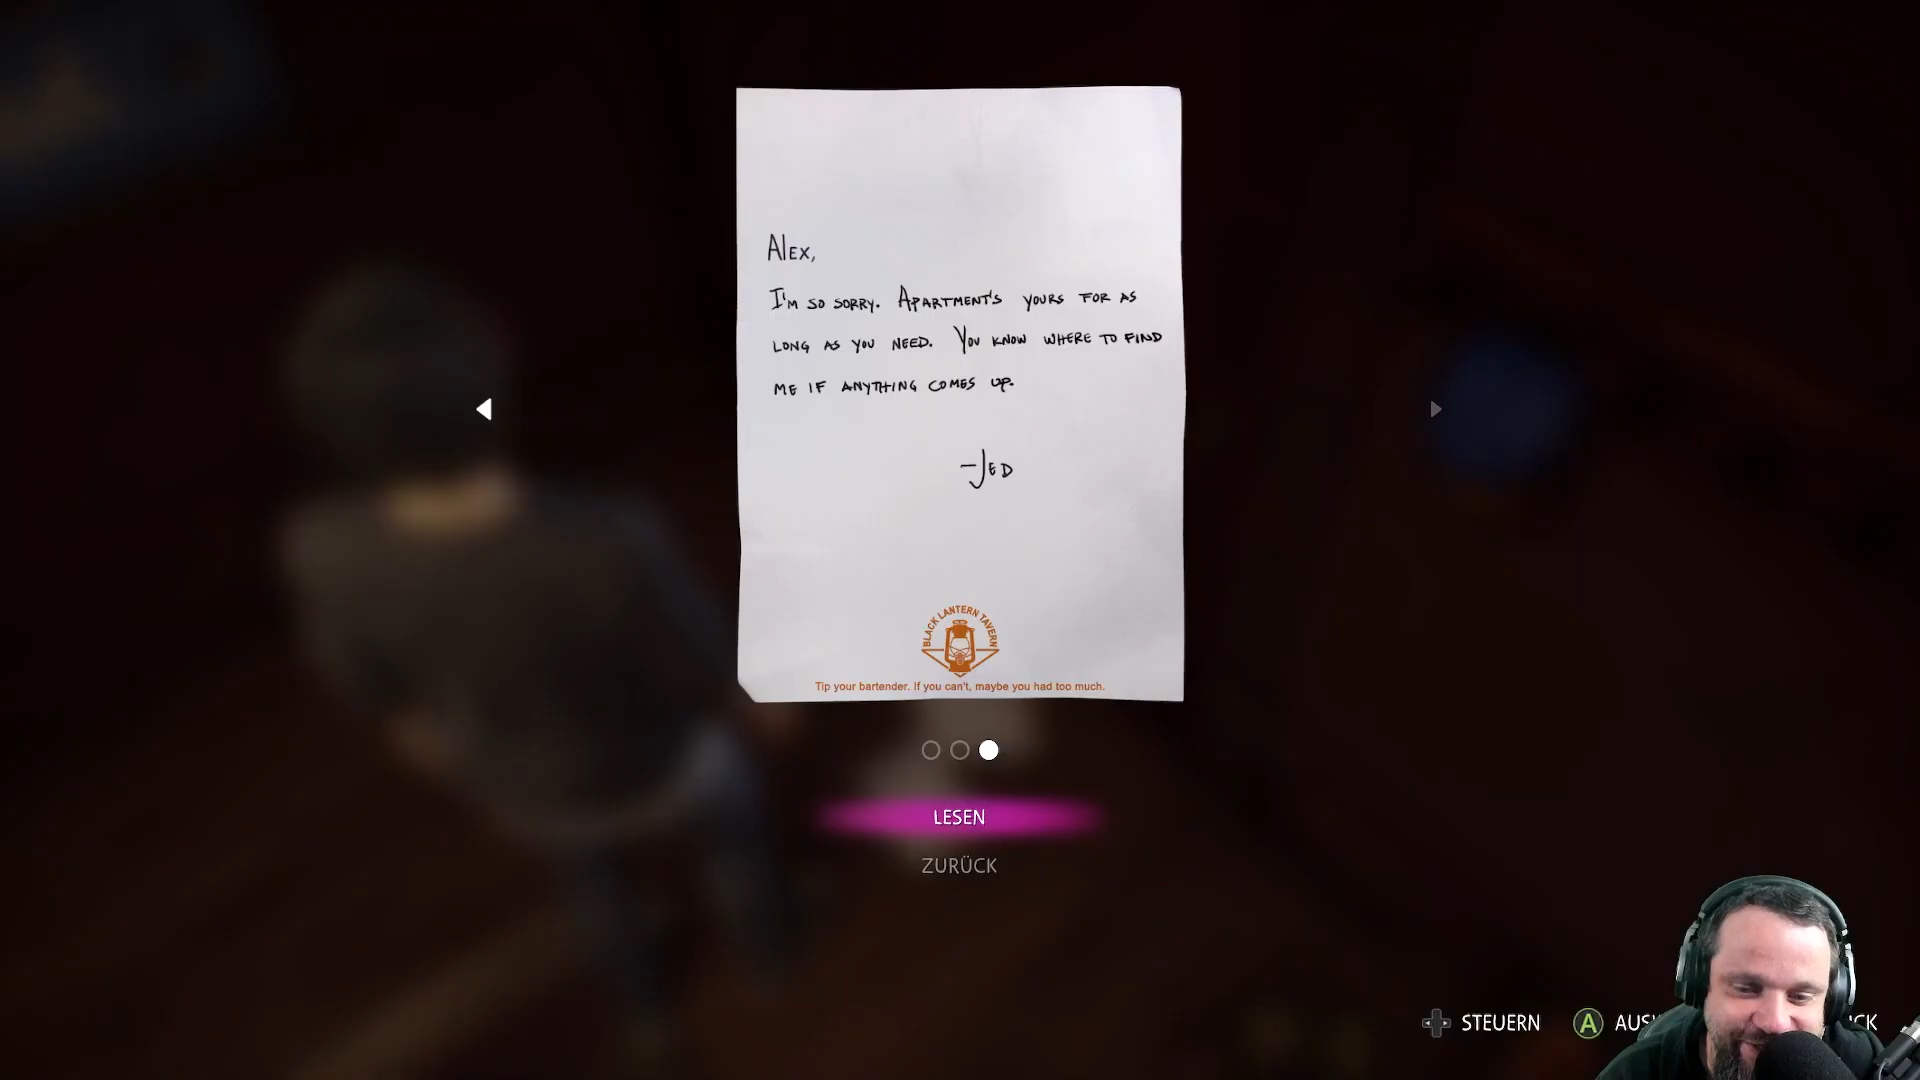 Alex,
I'm so sorry. Apartment's yours for as
long as you need. You know where to find
me if anything comes up.
-Jed
BLACK LANTERN TAVERN
Tip your bartender. If you can't, maybe you had too much.
LESEN
ZURÜCK
STEUERN A